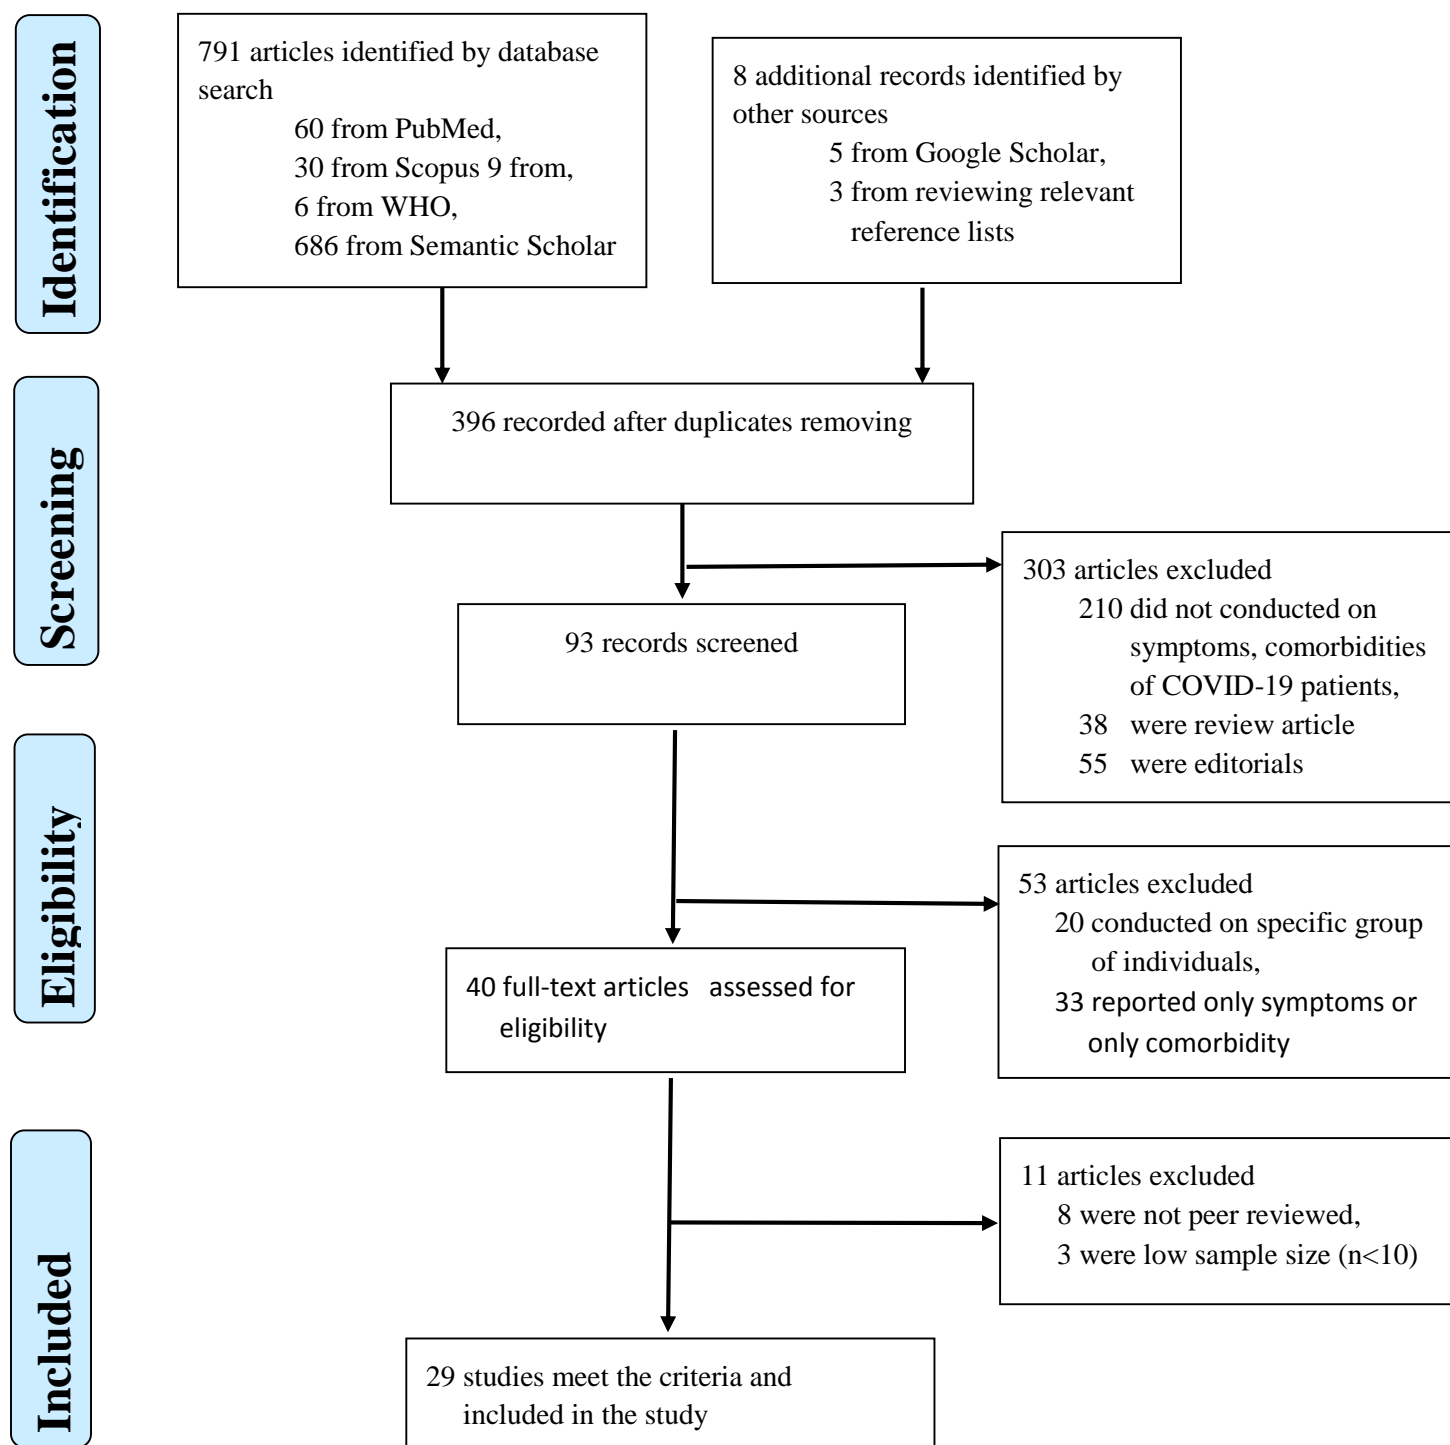 Identification
791 articles identified by database
search
60 from PubMed,
30 from Scopus 9 from,
6 from WHO,
686 from Semantic Scholar
8 additional records identified by
other sources
5 from Google Scholar,
3 from reviewing relevant
reference lists
Screening
396 recorded after duplicates removing
93 records screened
303 articles excluded
210 did not conducted on
symptoms, comorbidities
of COVID-19 patients,
38 were review article
55 were editorials
Eligibility
40 full-text articles assessed for
eligibility
53 articles excluded
20 conducted on specific group
of individuals,
33 reported only symptoms or
only comorbidity
Included
11 articles excluded
8 were not peer reviewed,
3 were low sample size (n<10)
29 studies meet the criteria and
included in the study